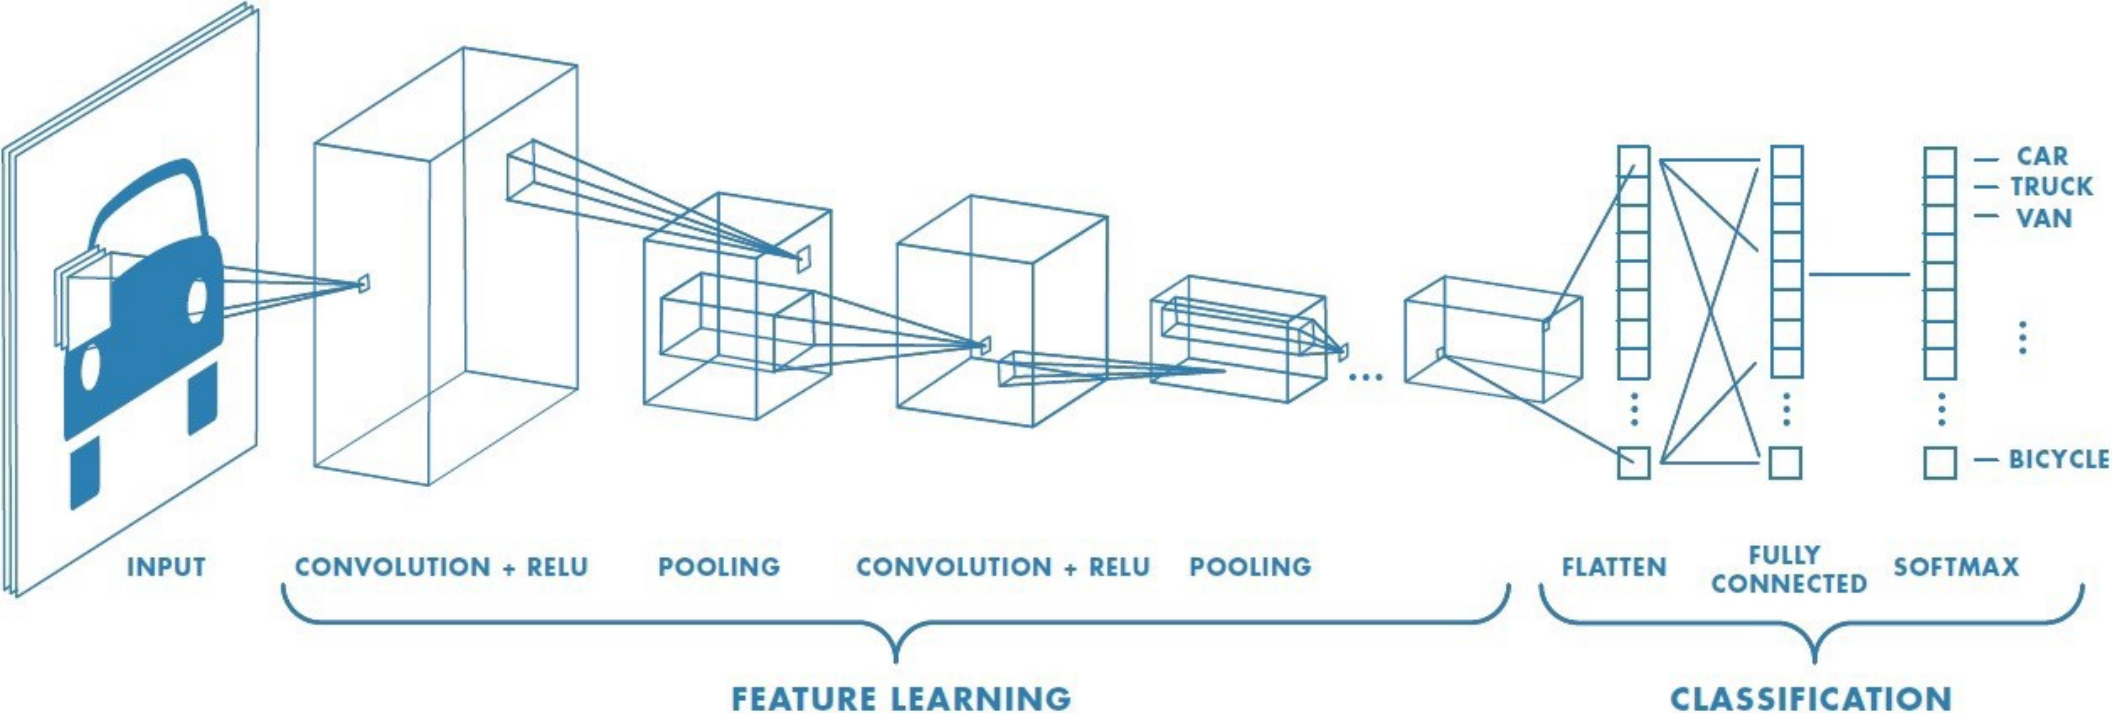 CAR
TRUCK
VAN
BICYCLE
INPUT
CONVOLUTION + RELU
POOLING
CONVOLUTION + RELU
POOLING
FLATTEN
FULLY
CONNECTED
SOFTMAX
FEATURE LEARNING
CLASSIFICATION